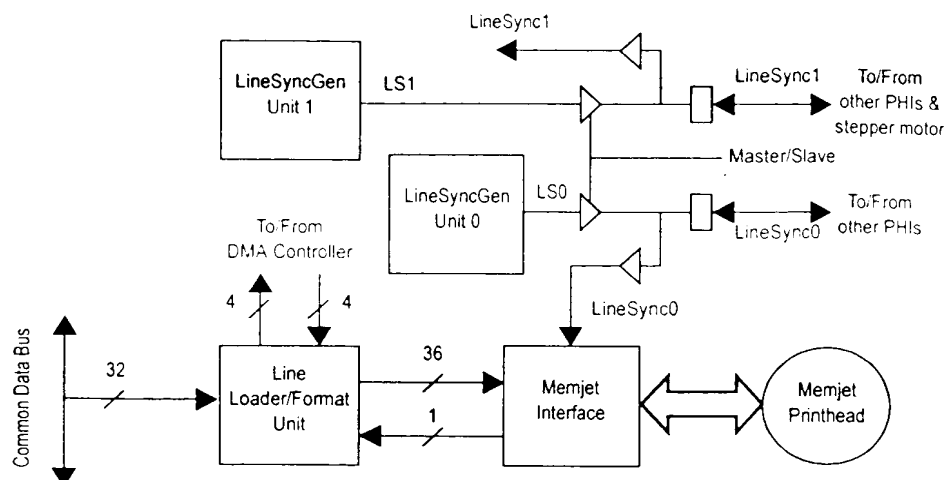 LineSync1
LineSyncGen
Unit 1
LS1
LineSync1
To/From
other PHIs &
stepper motor
Master/Slave
LineSyncGen
Unit 0
LS0
To/From
other PHIs
LineSync0
To/From
DMA Controller
4
4
LineSync0
Common Data Bus
32
Line
Loader/Format
Unit
36
1
Memjet
Interface
Memjet
Printhead